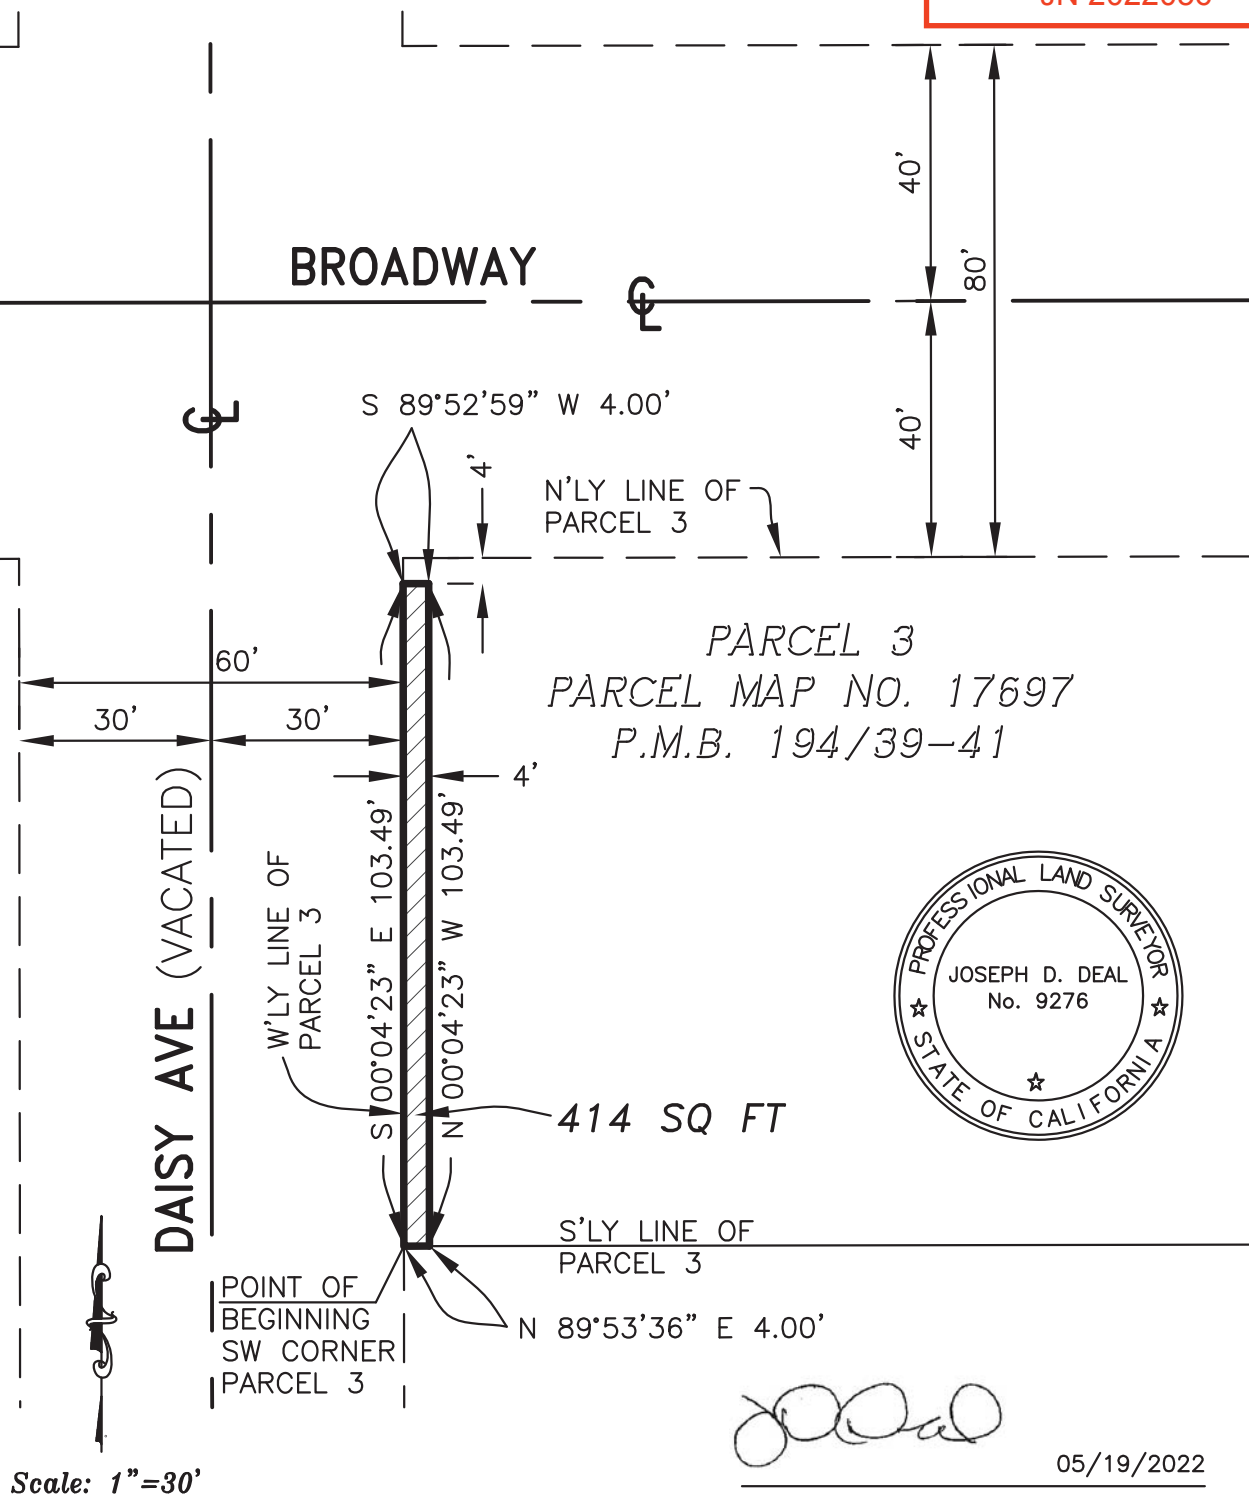 40'
80'
BROADWAY
℄
S 89°52'59" W 4.00'
℄
40'
4'
N'LY LINE OF
PARCEL 3
PARCEL 3
PARCEL MAP NO. 17697
P.M.B. 194/39-41
60'
30'
30'
4'
DAISY AVE (VACATED)
W'LY LINE OF
PARCEL 3
S 00°04'23" E 103.49'
N 00°04'23" W 103.49'
PROFESSIONAL LAND SURVEYOR
JOSEPH D. DEAL
No. 9276
STATE OF CALIFORNIA
414 SQ FT
S'LY LINE OF
PARCEL 3
POINT OF
BEGINNING
SW CORNER
PARCEL 3
N 89°53'36" E 4.00'
05/19/2022
Scale: 1"=30'